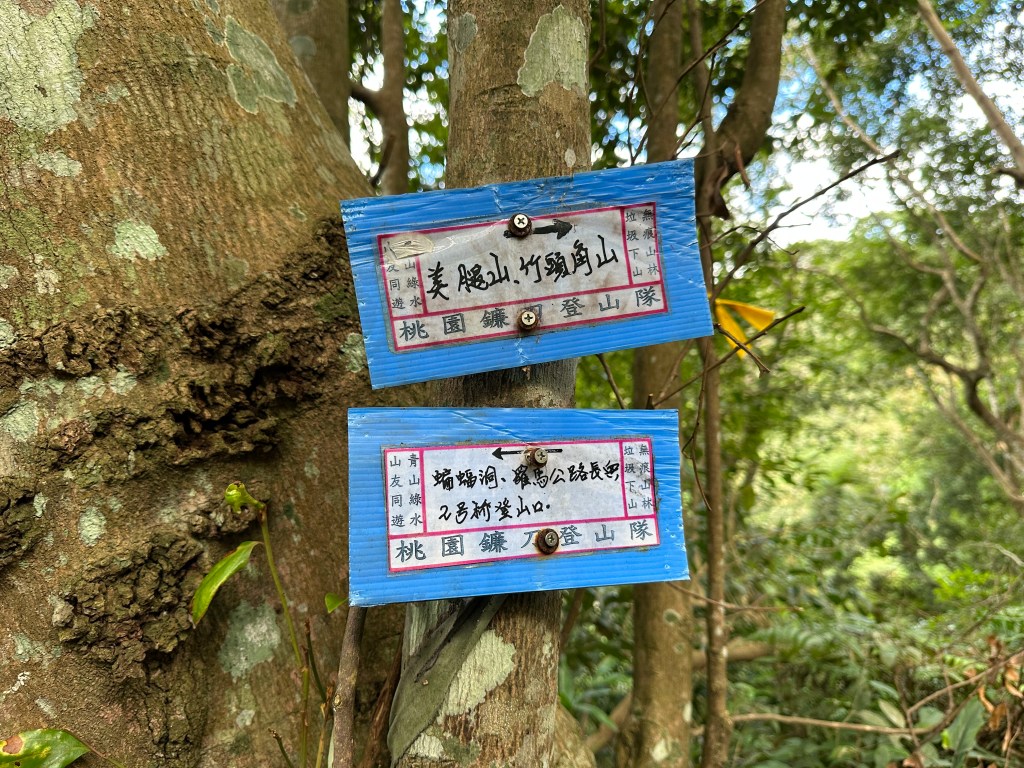 無痕山林
垃圾下山
美腿山、竹頭角山
山綠水
友同遊
桃園鐮刀登山隊
無痕山林
垃圾下山
蝙蝠洞、羅馬公路長興
2号桥登山口.
青山綠水
山友同遊
桃園鐮刀登山隊